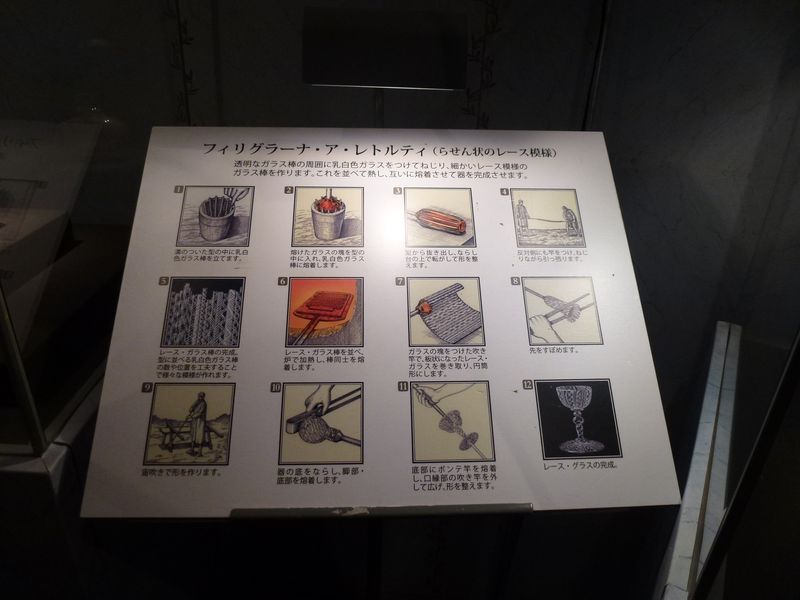 フィリグラーナ・ア・レトルティ(らせん状のレース模様)
透明なガラス棒の周囲に乳白色ガラスをつけてねじり、細かいレース模様の
ガラス棒を作ります。これを並べて熱し、互いに熔着させて器を完成させます。
1
溝のついた型の中に乳白
色ガラス棒を立てます。
2
熔けたガラスの塊を型の
中に入れ、乳白色ガラス
棒に熔着します。
3
型から抜き出し、ならし
台の上で転がして形を整
えます。
4
反対側にも竿をつけ、ねじ
りながら引っ張ります。
5
レース・ガラス棒の完成。
型に並べる乳白色ガラス棒
の数や位置を工夫すること
で様々な模様が作れます。
6
レース・ガラス棒を並べ、
炉で加熱し、棒同士を熔
着します。
7
ガラスの塊をつけた吹き
竿で、板状になったレース・
ガラスを巻き取り、円筒
形にします。
8
先をすぼめます。
9
宙吹きで形を作ります。
10
器の底をならし、脚部・
底部を熔着します。
11
底部にポンテ竿を熔着
し、口縁部の吹き竿を外
して広げ、形を整えます。
12
レース・グラスの完成。